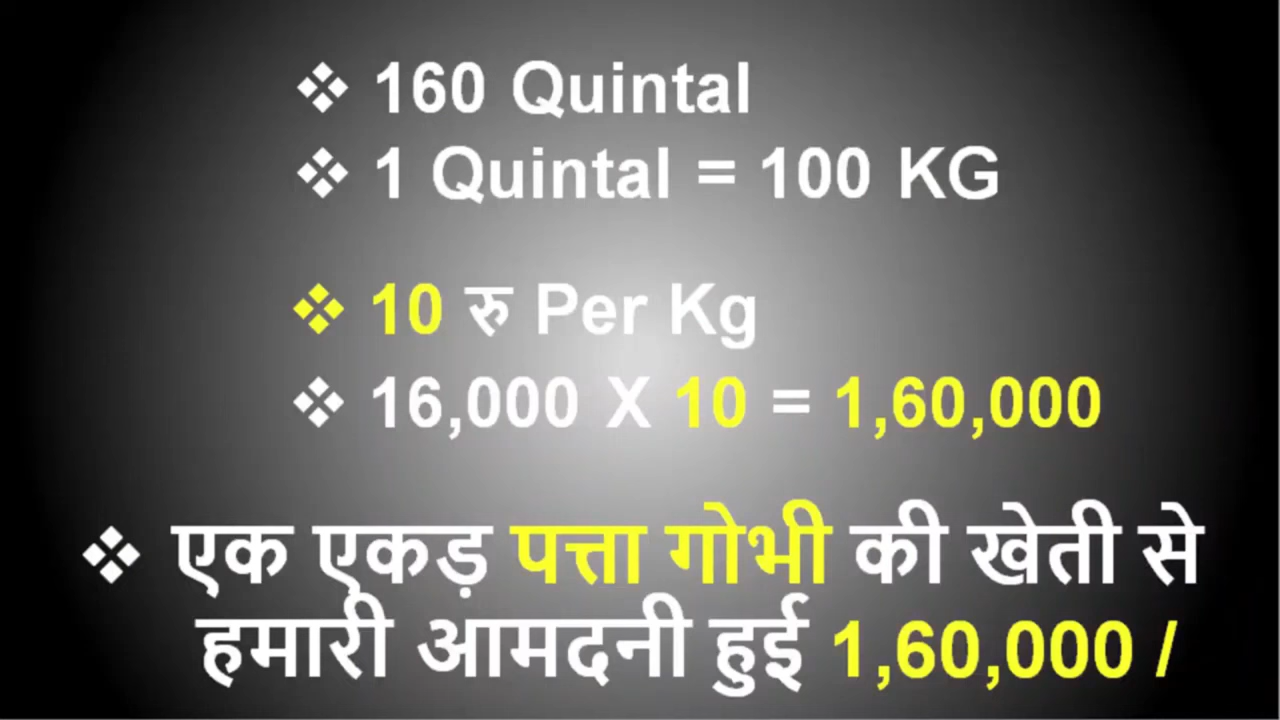 ❖ 160 Quintal
❖ 1 Quintal = 100 KG
❖ 10 रु Per Kg
❖ 16,000 X 10 = 1,60,000
❖ एक एकड़ पत्ता गोभी की खेती से
हमारी आमदनी हुई 1,60,000 /